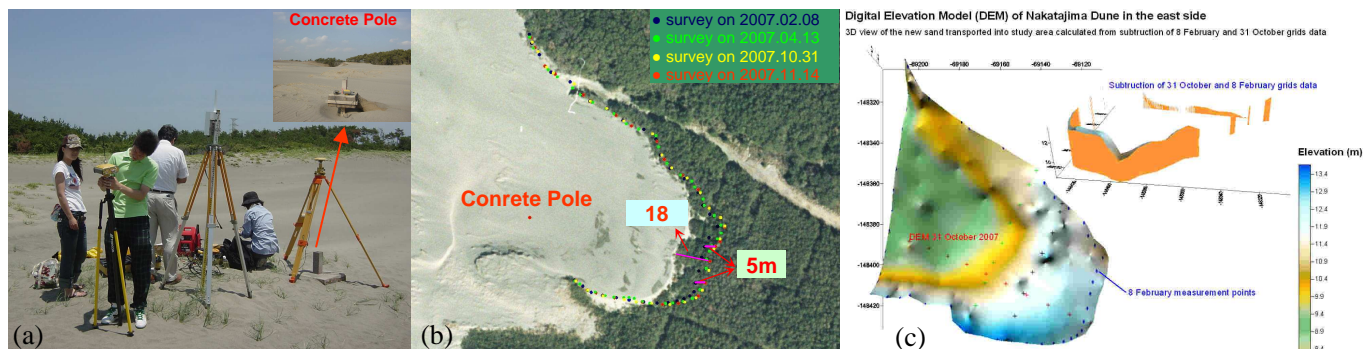 Concrete Pole
(a)
survey on 2007.02.08
survey on 2007.04.13
survey on 2007.10.31
survey on 2007.11.14
Conrete Pole
18
5m
(b)
Digital Elevation Model (DEM) of Nakatajima Dune in the east side
3D view of the new sand transported into study area calculated from subtraction of 8 February and 31 October grids data
-69200
-69180
-69160
-69140
-69120
-148320
-148340
-148360
-148380
-148400
-148420
Subtruction of 31 October and 8 February grids data
DEM 31 October 2007
8 February measurement points
Elevation (m)
13.4
12.9
12.4
11.9
11.4
10.9
10.4
9.9
9.4
8.9
8.4
(c)